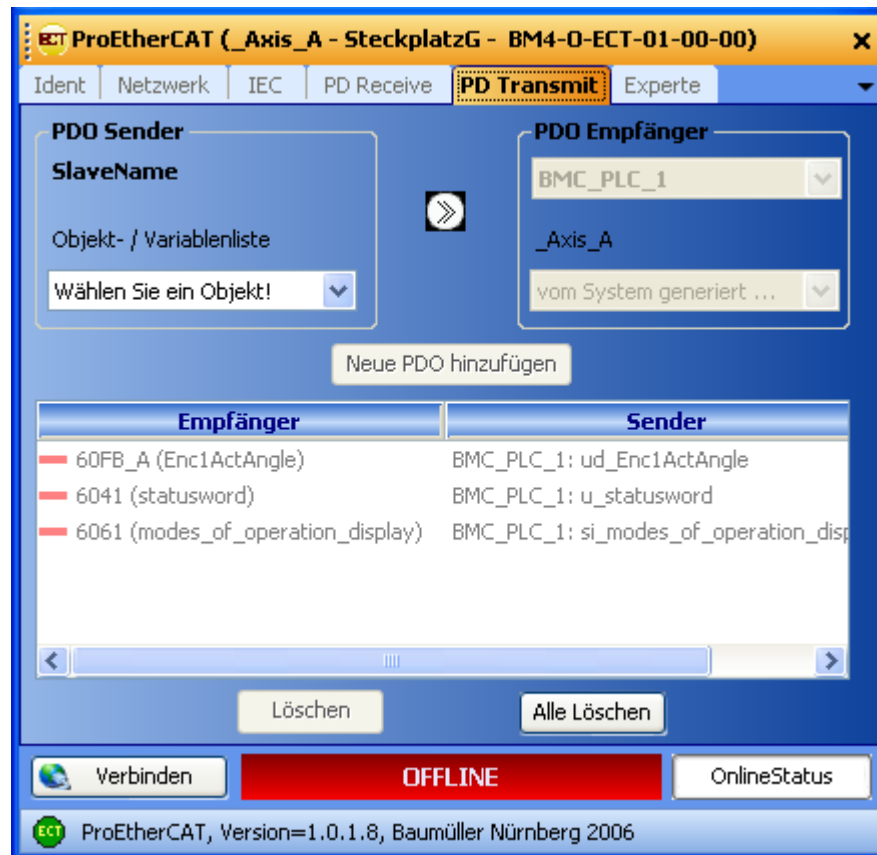 ECT ProEtherCAT (_Axis_A - SteckplatzG - BM4-O-ECT-01-00-00)
Ident Netzwerk IEC PD Receive PD Transmit Experte
PDO Sender PDO Empfänger
SlaveName BMC_PLC_1
Objekt- / Variablenliste _Axis_A
Wählen Sie ein Objekt! vom System generiert ...
Neue PDO hinzufügen
Empfänger Sender
60FB_A (Enc1ActAngle) BMC_PLC_1: ud_Enc1ActAngle
6041 (statusword) BMC_PLC_1: u_statusword
6061 (modes_of_operation_display) BMC_PLC_1: si_modes_of_operation_disp
Löschen Alle Löschen
Verbinden OFFLINE OnlineStatus
ECT ProEtherCAT, Version=1.0.1.8, Baumüller Nürnberg 2006